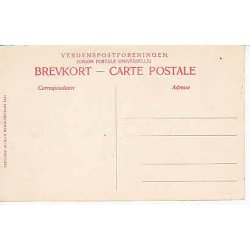 VERDENSPOSTFORENINGEN.
(UNION POSTALE UNIVERSELLE)
BREVKORT — CARTE POSTALE
Correspondance
Adresse